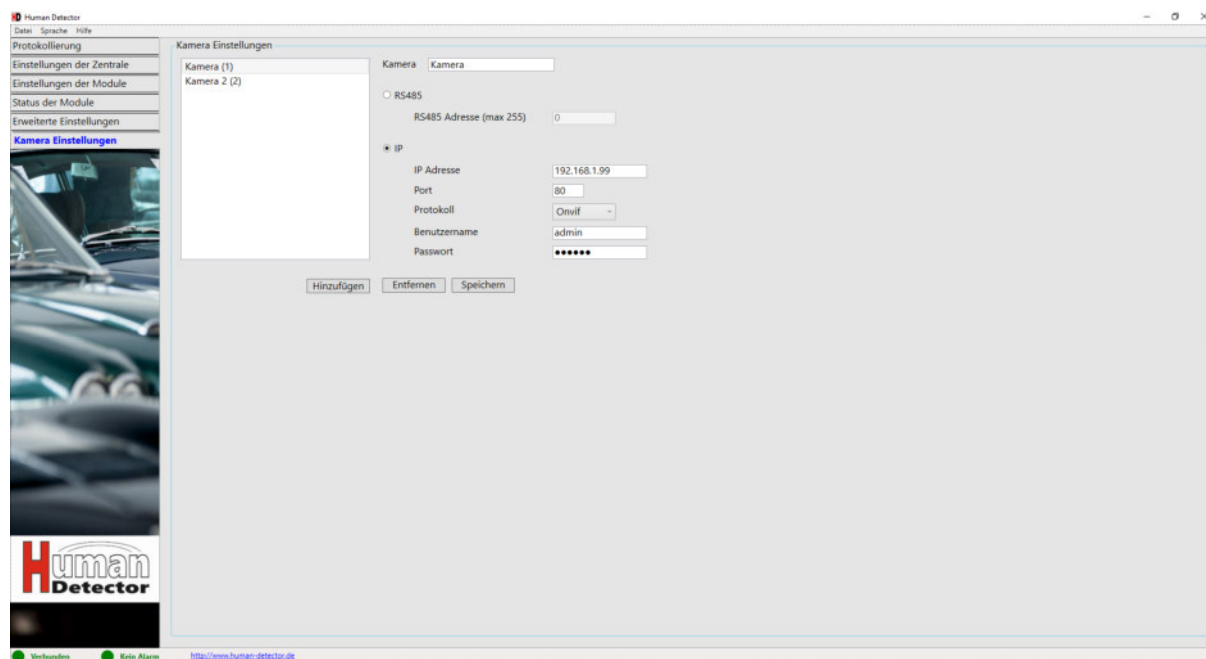 Human Detector
Datei Sprache Hilfe
Protokollierung
Einstellungen der Zentrale
Einstellungen der Module
Status der Module
Erweiterte Einstellungen
Kamera Einstellungen
Kamera Einstellungen
Kamera (1)
Kamera 2 (2)
Kamera Kamera
RS485
RS485 Adresse (max 255) 0
IP
IP Adresse 192.168.1.99
Port 80
Protokoll Onvif
Benutzername admin
Passwort ●●●●●●
Hinzufügen Entfernen Speichern
Human
Detector
Verbunden Kein Alarm http://www.human-detector.de